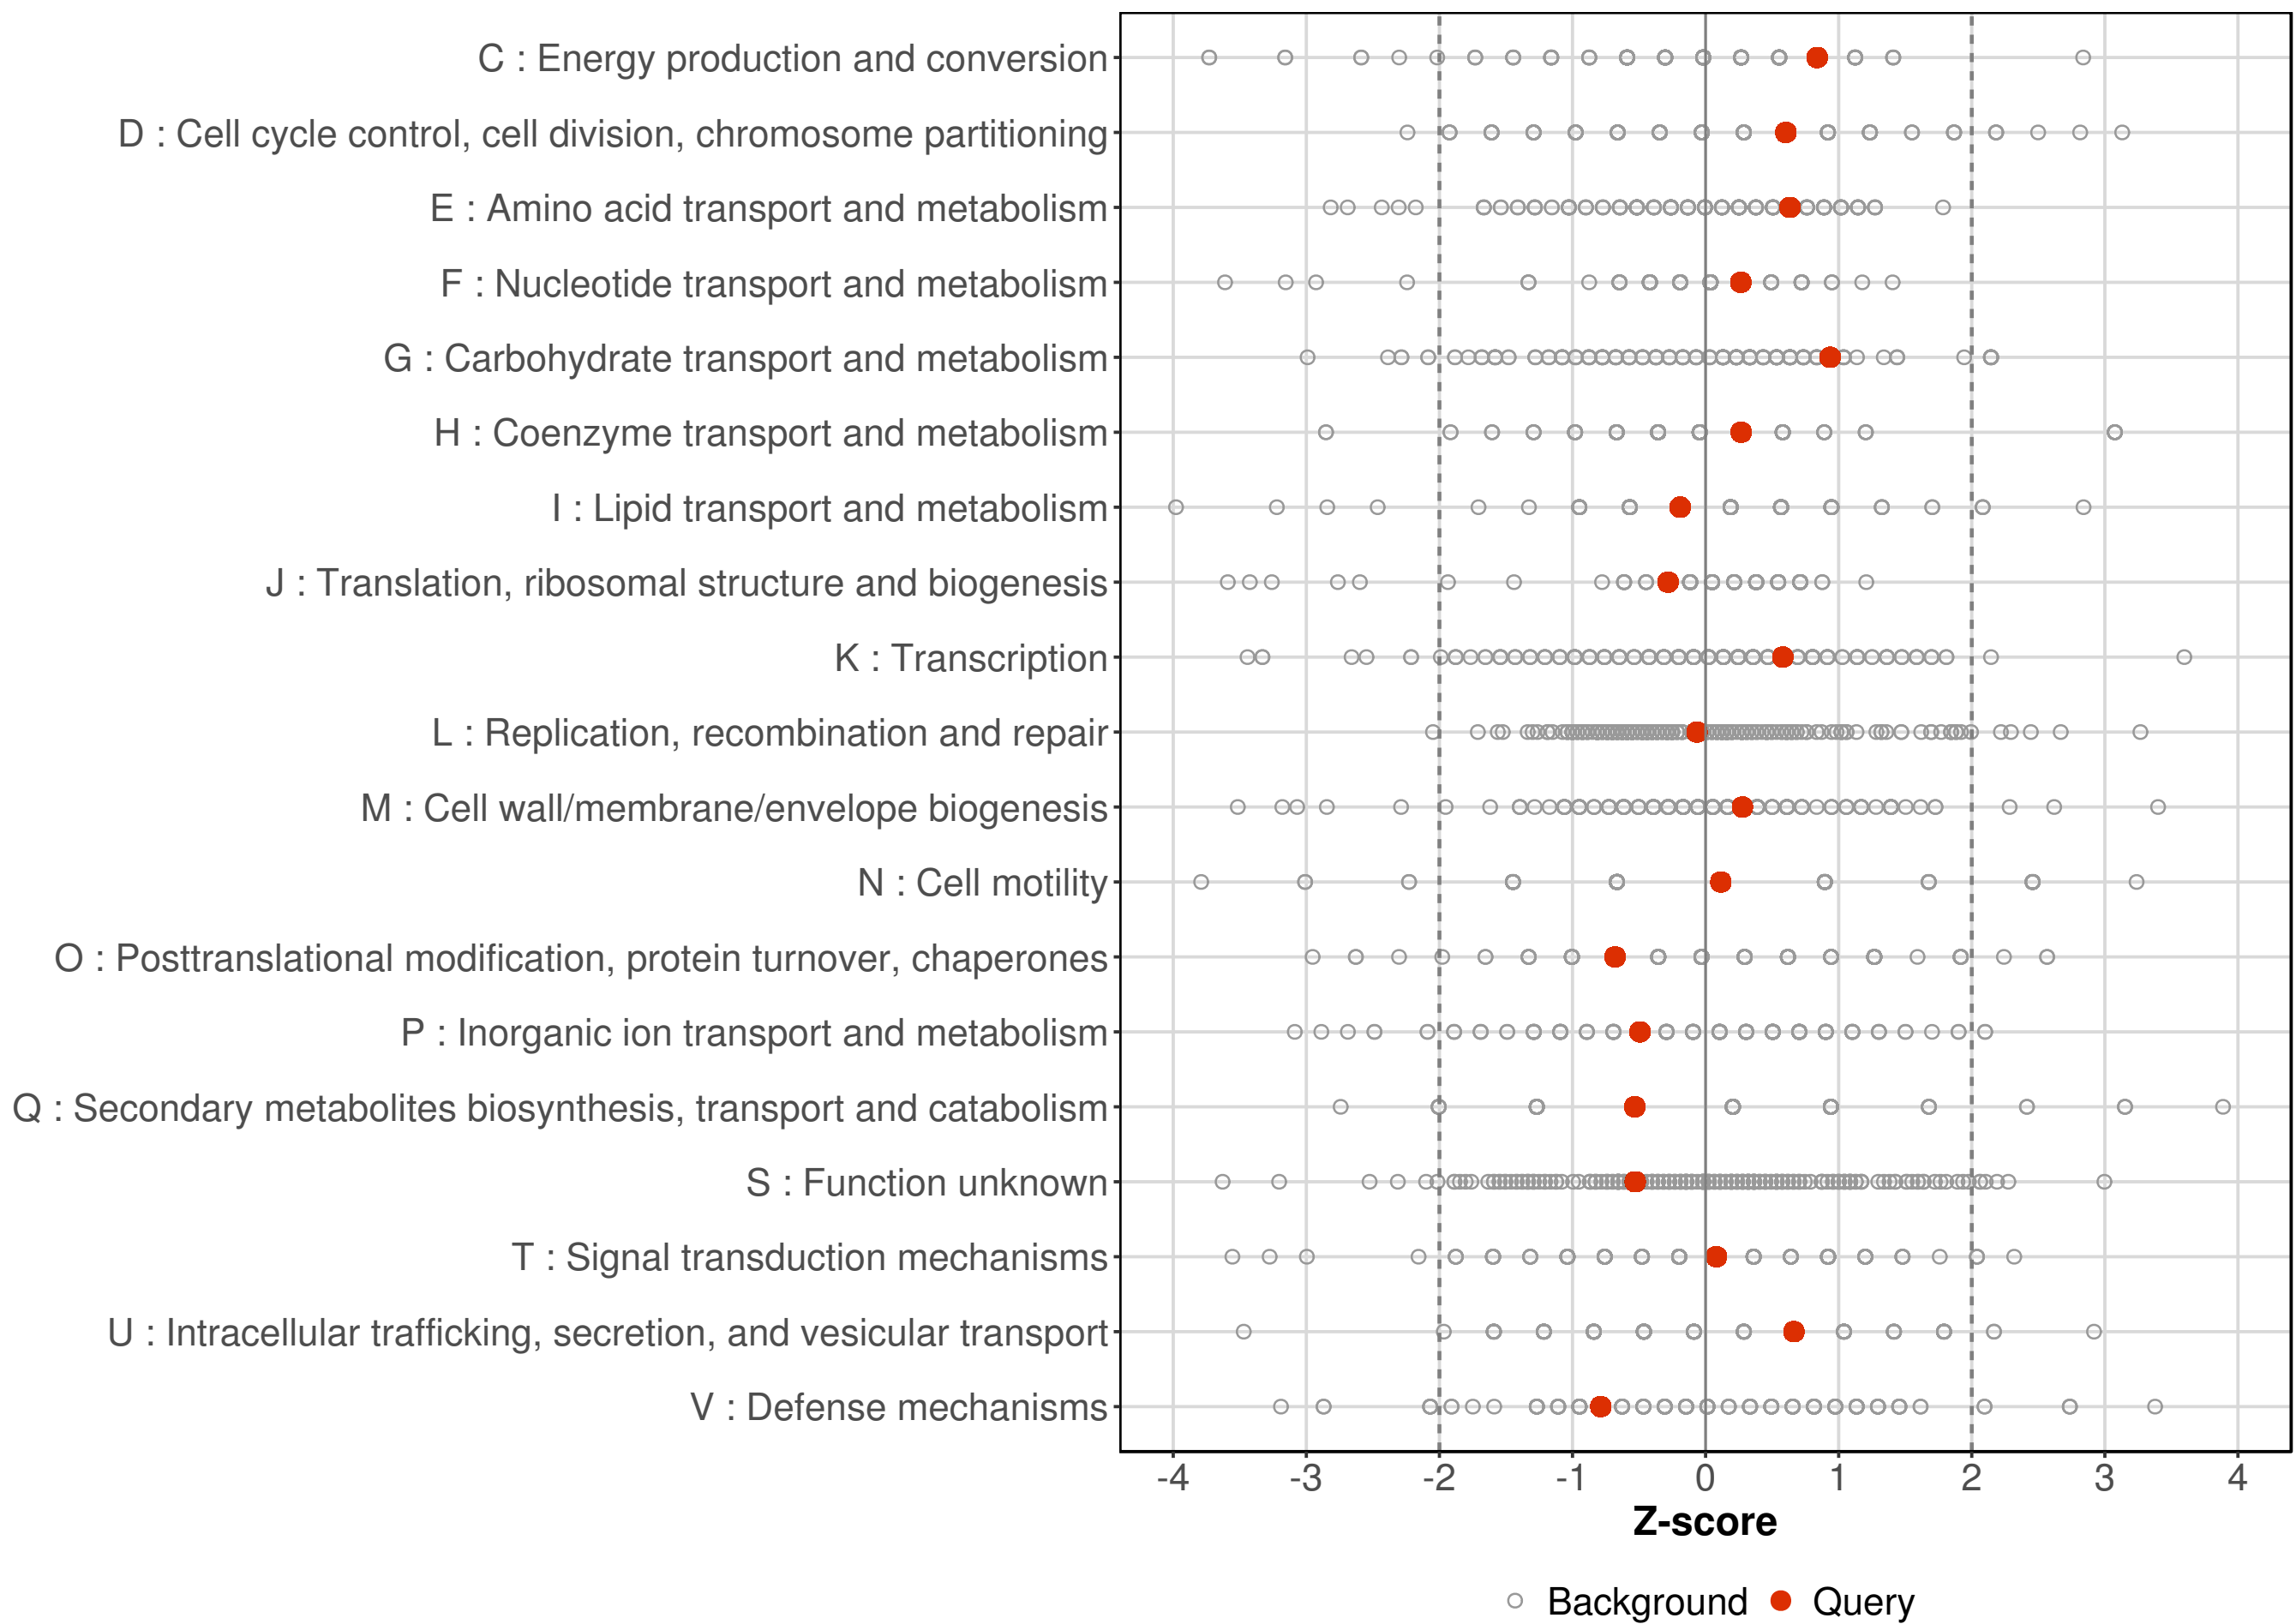 C : Energy production and conversion
D : Cell cycle control, cell division, chromosome partitioning
E : Amino acid transport and metabolism
F : Nucleotide transport and metabolism
G : Carbohydrate transport and metabolism
H : Coenzyme transport and metabolism
I : Lipid transport and metabolism
J : Translation, ribosomal structure and biogenesis
K : Transcription
L : Replication, recombination and repair
M : Cell wall/membrane/envelope biogenesis
N : Cell motility
O : Posttranslational modification, protein turnover, chaperones
P : Inorganic ion transport and metabolism
Q : Secondary metabolites biosynthesis, transport and catabolism
S : Function unknown
T : Signal transduction mechanisms
U : Intracellular trafficking, secretion, and vesicular transport
V : Defense mechanisms
-4 -3 -2 -1 0 1 2 3 4
Z-score
Background Query